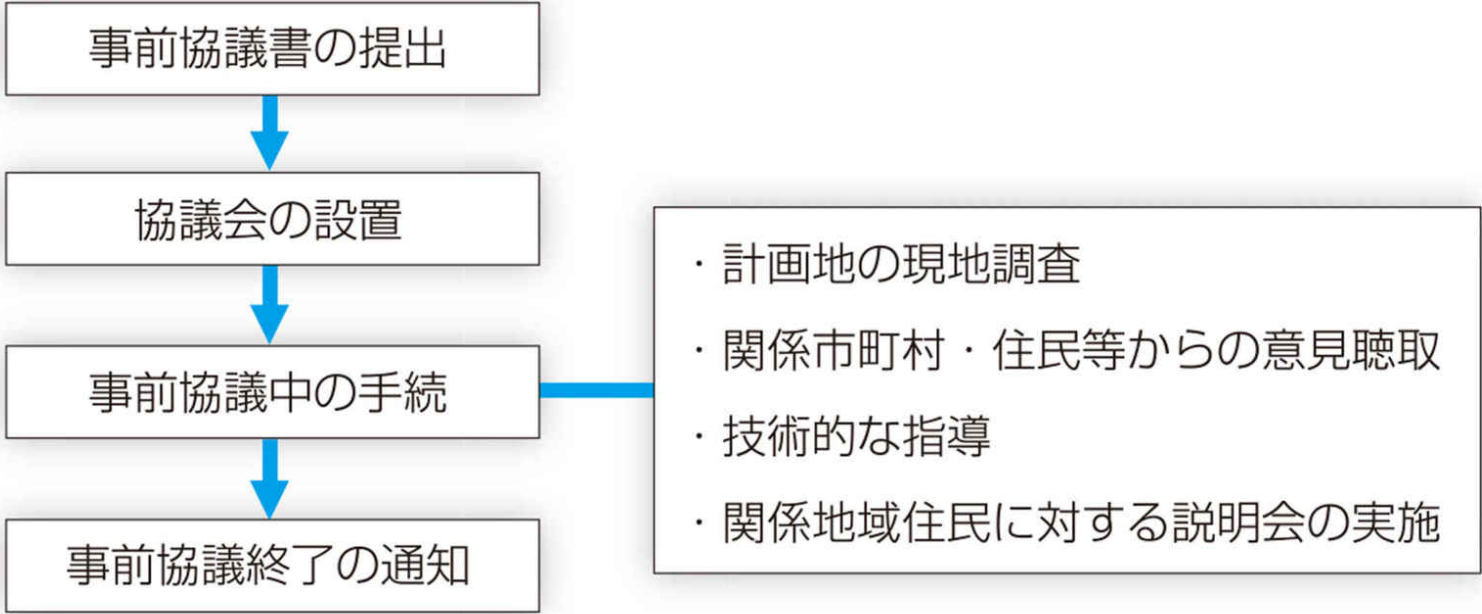 事前協議書の提出
協議会の設置
事前協議中の手続
・計画地の現地調査
・関係市町村・住民等からの意見聴取
・技術的な指導
・関係地域住民に対する説明会の実施
事前協議終了の通知